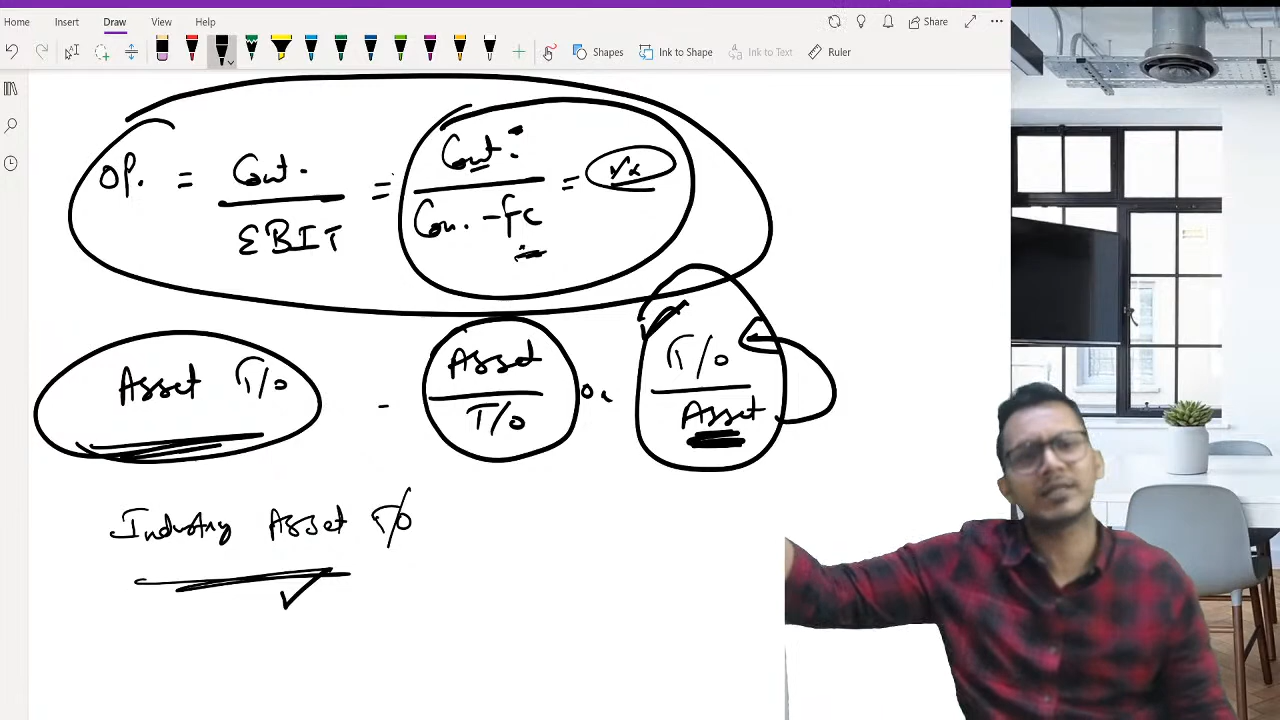 Home Insert Draw View Help Share
Shapes Ink to Shape Ink to Text Ruler
OP. = Cont. / EBIT = Cont. / Con. - FC =
Asset T/O - Asset / T/O Or T/O / Asset
Industry Asset T/O